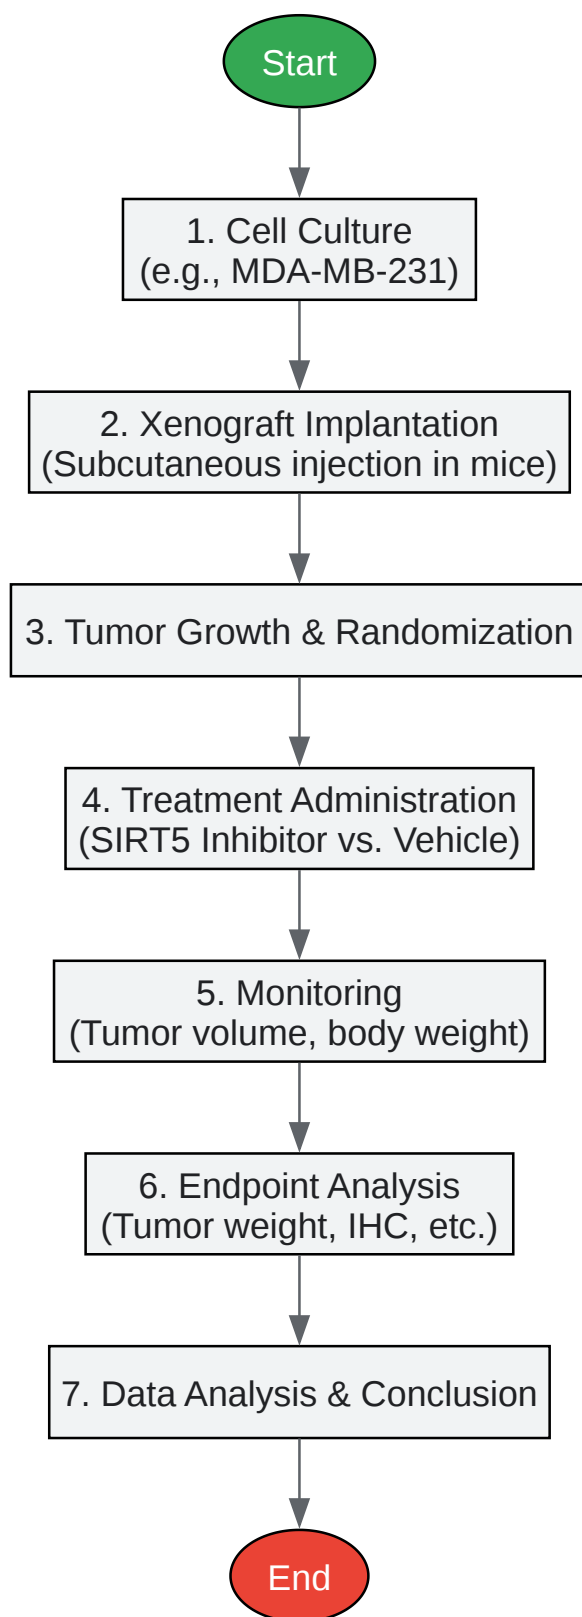 Start
1. Cell Culture
(e.g., MDA-MB-231)
2. Xenograft Implantation
(Subcutaneous injection in mice)
3. Tumor Growth & Randomization
4. Treatment Administration
(SIRT5 Inhibitor vs. Vehicle)
5. Monitoring
(Tumor volume, body weight)
6. Endpoint Analysis
(Tumor weight, IHC, etc.)
7. Data Analysis & Conclusion
End